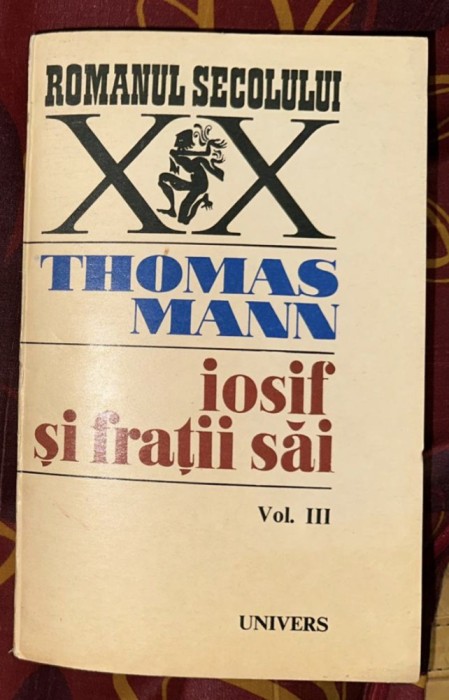 ROMANUL SECOLULUI
XX
THOMAS
MANN
iosif
și frații săi
Vol. III
UNIVERS